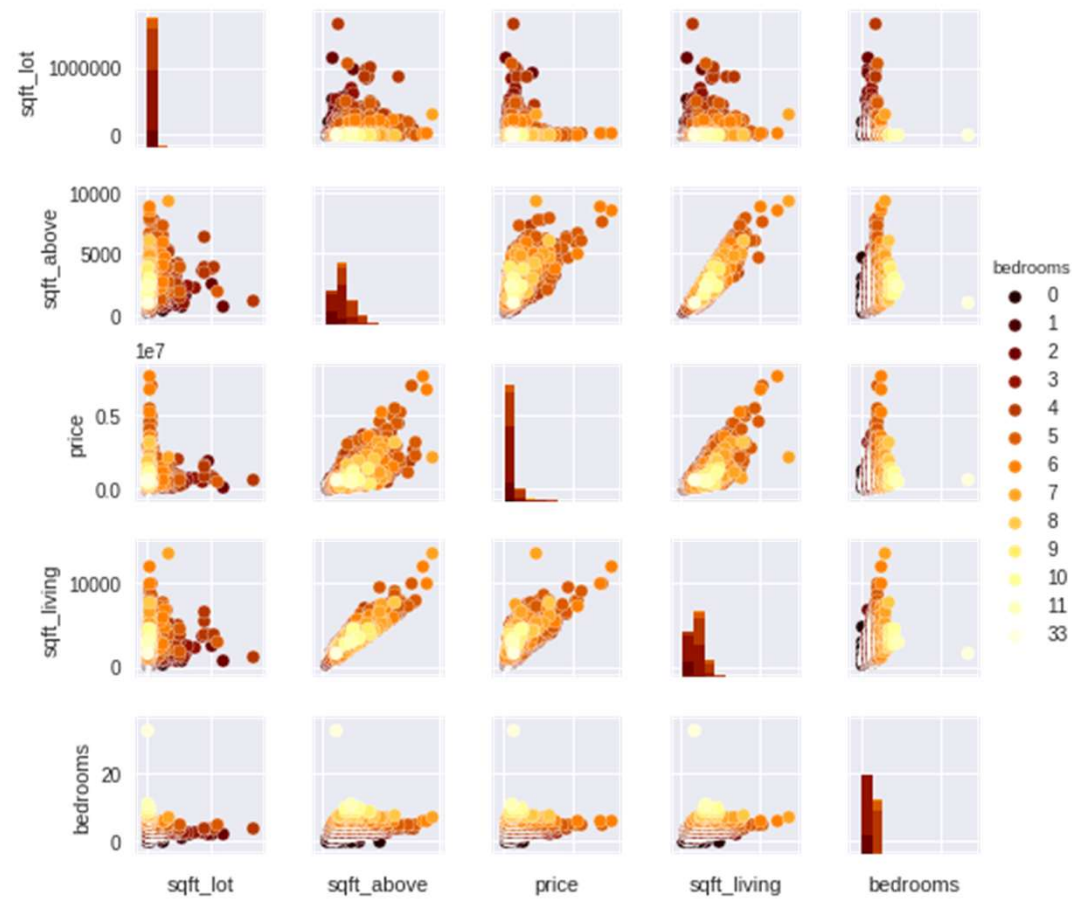 sqft_lot
1000000
0
sqft_above
10000
5000
0
1e7
price
0.5
0.0
sqft_living
10000
0
bedrooms
20
0
sqft_lot
sqft_above
price
sqft_living
bedrooms
bedrooms
0
1
2
3
4
5
6
7
8
9
10
11
33